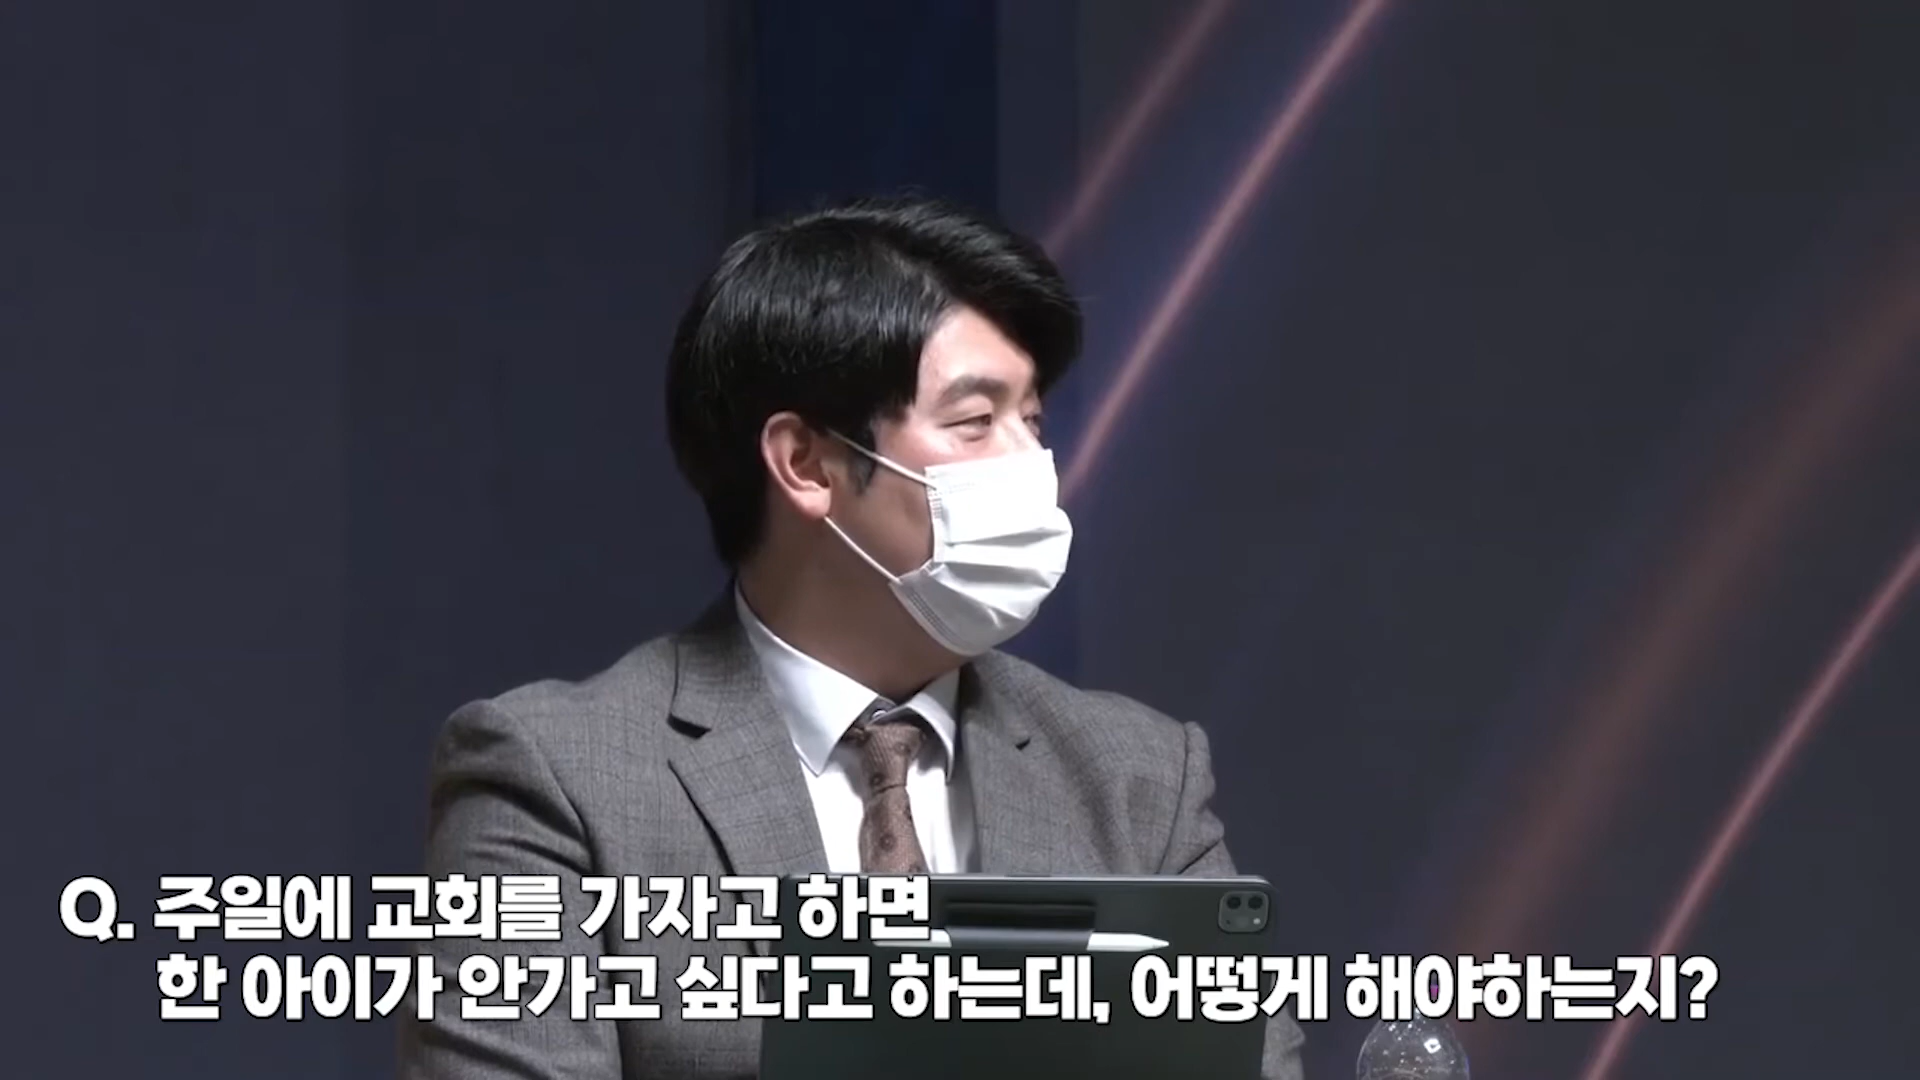 Q. 주일에 교회를 가자고 하면
한 아이가 안가고 싶다고 하는데, 어떻게 해야하는지?